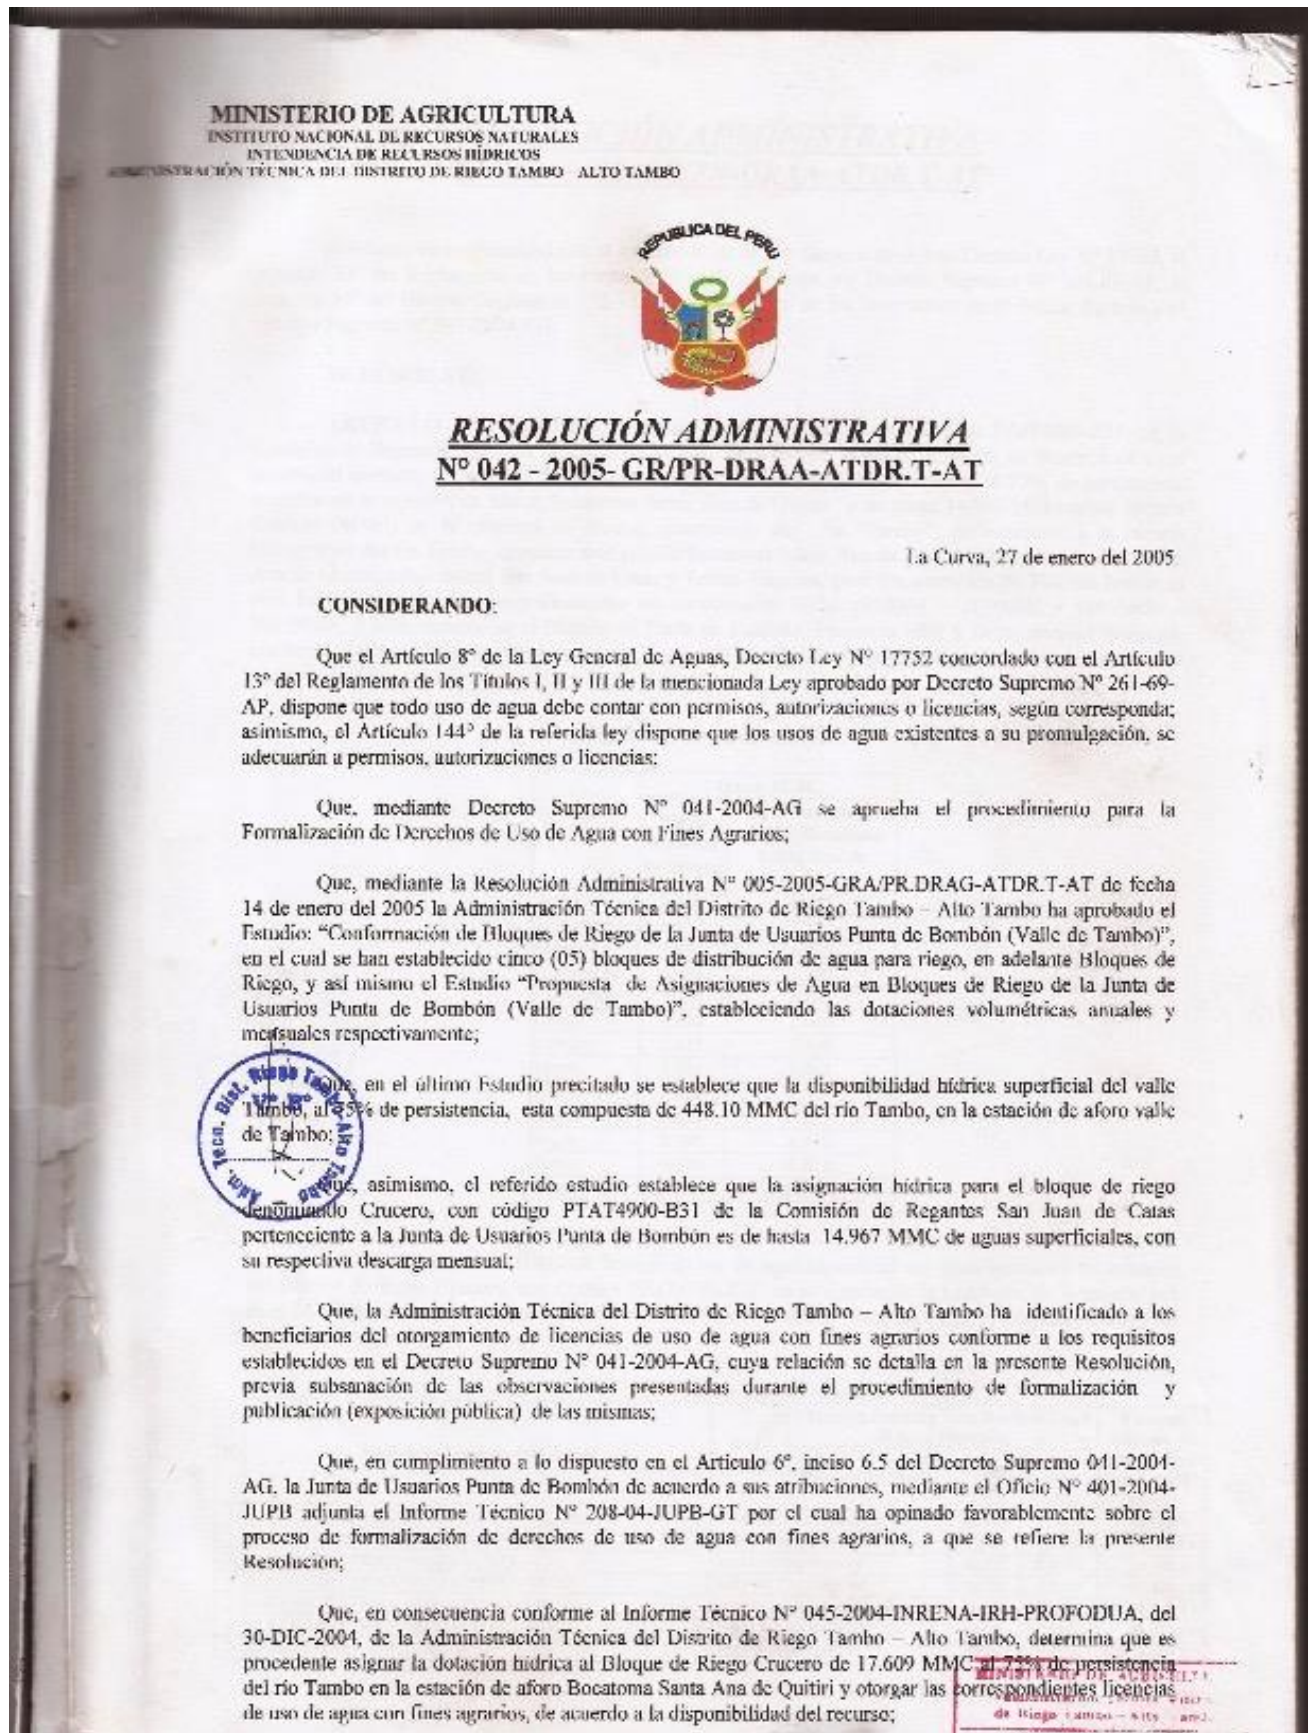 MINISTERIO DE AGRICULTURA
INSTITUTO NACIONAL DE RECURSOS NATURALES
INTENDENCIA DE RECURSOS HÍDRICOS
ADMINISTRACIÓN TÉCNICA DEL DISTRITO DE RIEGO TAMBO - ALTO TAMBO
REPUBLICA DEL PERU
RESOLUCIÓN ADMINISTRATIVA
N° 042 - 2005- GR/PR-DRAA-ATDR.T-AT
La Curva, 27 de enero del 2005
CONSIDERANDO:
Que el Artículo 8° de la Ley General de Aguas, Decreto Ley N° 17752 concordado con el Artículo
13° del Reglamento de los Títulos I, II y III de la mencionada Ley aprobado por Decreto Supremo N° 261-69-
AP, dispone que todo uso de agua debe contar con permisos, autorizaciones o licencias, según corresponda;
asimismo, el Artículo 144° de la referida ley dispone que los usos de agua existentes a su promulgación, se
adecuarán a permisos, autorizaciones o licencias;
Que, mediante Decreto Supremo N° 041-2004-AG se aprueba el procedimiento para la
Formalización de Derechos de Uso de Agua con Fines Agrarios;
Que, mediante la Resolución Administrativa N° 005-2005-GRA/PR.DRAG-ATDR.T-AT de fecha
14 de enero del 2005 la Administración Técnica del Distrito de Riego Tambo – Alto Tambo ha aprobado el
Estudio: “Conformación de Bloques de Riego de la Junta de Usuarios Punta de Bombón (Valle de Tambo)”,
en el cual se han establecido cinco (05) bloques de distribución de agua para riego, en adelante Bloques de
Riego, y así mismo el Estudio “Propuesta de Asignaciones de Agua en Bloques de Riego de la Junta de
Usuarios Punta de Bombón (Valle de Tambo)”, estableciendo las dotaciones volumétricas anuales y
mensuales respectivamente;
Que, en el último Estudio precitado se establece que la disponibilidad hídrica superficial del valle
Tambo, al 75% de persistencia, esta compuesta de 448.10 MMC del río Tambo, en la estación de aforo valle
de Tambo;
Adm. Tecn. Dist. Riego Tambo-Alto Tambo
V° B°
Que, asimismo, el referido estudio establece que la asignación hídrica para el bloque de riego
denominado Crucero, con código PTAT4900-B31 de la Comisión de Regantes San Juan de Catas
perteneciente a la Junta de Usuarios Punta de Bombón es de hasta 14.967 MMC de aguas superficiales, con
su respectiva descarga mensual;
Que, la Administración Técnica del Distrito de Riego Tambo – Alto Tambo ha identificado a los
beneficiarios del otorgamiento de licencias de uso de agua con fines agrarios conforme a los requisitos
establecidos en el Decreto Supremo N° 041-2004-AG, cuya relación se detalla en la presente Resolución,
previa subsanación de las observaciones presentadas durante el procedimiento de formalización y
publicación (exposición pública) de las mismas;
Que, en cumplimiento a lo dispuesto en el Articulo 6°, inciso 6.5 del Decreto Supremo 041-2004-
AG, la Junta de Usuarios Punta de Bombón de acuerdo a sus atribuciones, mediante el Oficio N° 401-2004-
JUPB adjunta el Informe Técnico N° 208-04-JUPB-GT por el cual ha opinado favorablemente sobre el
proceso de formalización de derechos de uso de agua con fines agrarios, a que se refiere la presente
Resolución;
Que, en consecuencia conforme al Informe Técnico N° 045-2004-INRENA-IRH-PROFODUA, del
30-DIC-2004, de la Administración Técnica del Distrito de Riego Tambo – Alto Tambo, determina que es
procedente asignar la dotación hídrica al Bloque de Riego Crucero de 17.609 MMC al 75% de persistencia
del río Tambo en la estación de aforo Bocatoma Santa Ana de Quitiri y otorgar las correspondientes licencias
de uso de agua con fines agrarios, de acuerdo a la disponibilidad del recurso;
MINISTERIO DE
de Riego Tambo - Alto